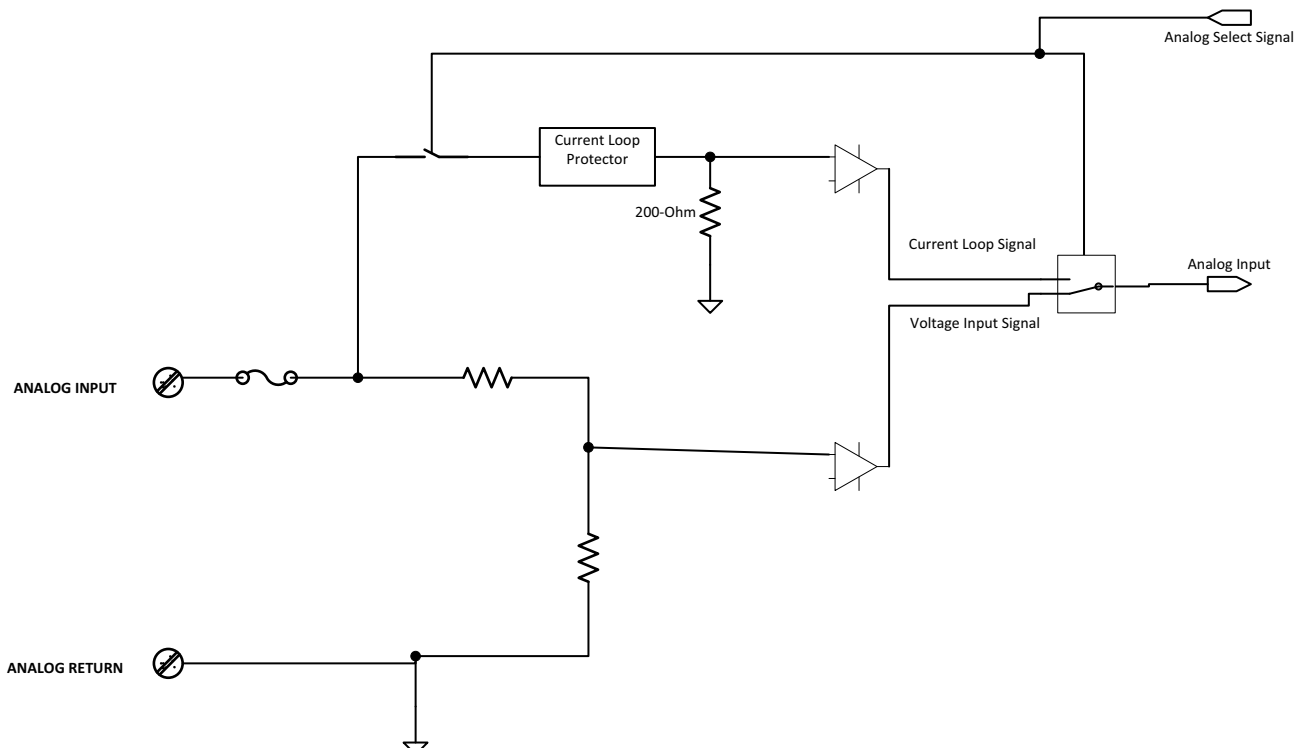 Analog Select Signal
Current Loop
Protector
200-Ohm
Current Loop Signal
Analog Input
Voltage Input Signal
ANALOG INPUT
ANALOG RETURN